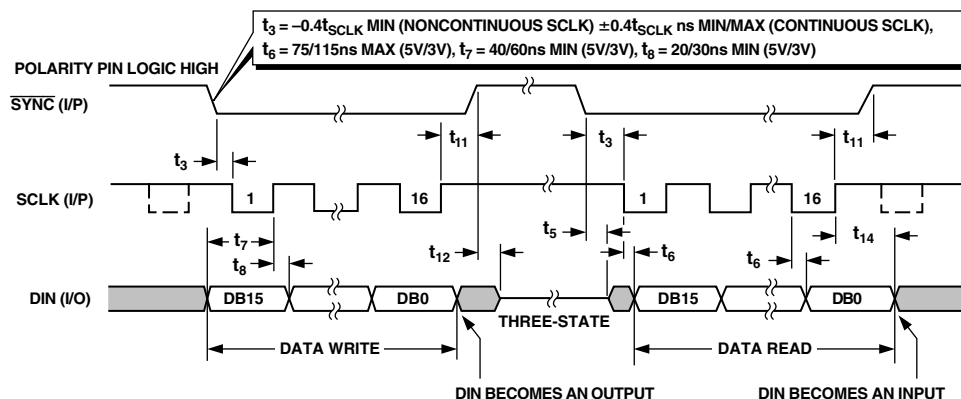 t3 = –0.4tSCLK MIN (NONCONTINUOUS SCLK) ±0.4tSCLK ns MIN/MAX (CONTINUOUS SCLK),
t6 = 75/115ns MAX (5V/3V), t7 = 40/60ns MIN (5V/3V), t8 = 20/30ns MIN (5V/3V)
POLARITY PIN LOGIC HIGH
SYNC (I/P)
t3
t11
t3
t11
SCLK (I/P)
1
16
1
16
t7
t8
t12
t5
t6
t6
t14
DIN (I/O)
DB15
DB0
THREE-STATE
DB15
DB0
DATA WRITE
DATA READ
DIN BECOMES AN OUTPUT
DIN BECOMES AN INPUT